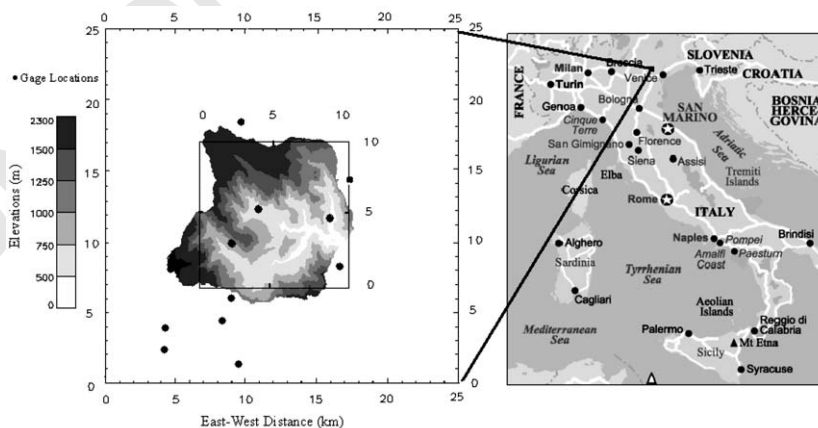 0 5 10 15 20 25
25
20
15
10
5
0
• Gage Locations
Elevations (m)
2300
1500
1250
1000
750
500
0
0 5 10
10
5
0
0 5 10 15 20 25
East-West Distance (km)
25
20
15
10
5
0
FRANCE
SLOVENIA
CROATIA
BOSNIA
HERCE
GOVINA
Milan
Brescia
Venice
Trieste
Turin
Genoa
Bologna
Cinque
Terre
SAN
MARINO
San Gimignano
Florence
Siena
Assisi
Adriatic
Sea
Ligurian
Sea
Elba
Corsica
Tremiti
Islands
Rome
ITALY
Alghero
Sardinia
Cagliari
Naples
Pompei
Amalfi
Coast
Paestum
Brindisi
Tyrrhenian
Sea
Aeolian
Islands
Mediterranean
Sea
Palermo
Reggio di
Calabria
Mt Etna
Sicily
Syracuse